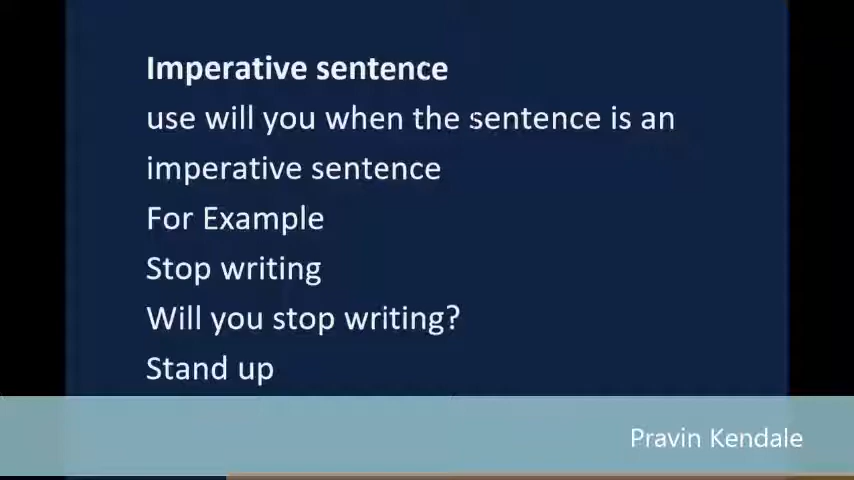 Imperative sentence
use will you when the sentence is an
imperative sentence
For Example
Stop writing
Will you stop writing?
Stand up
Pravin Kendale